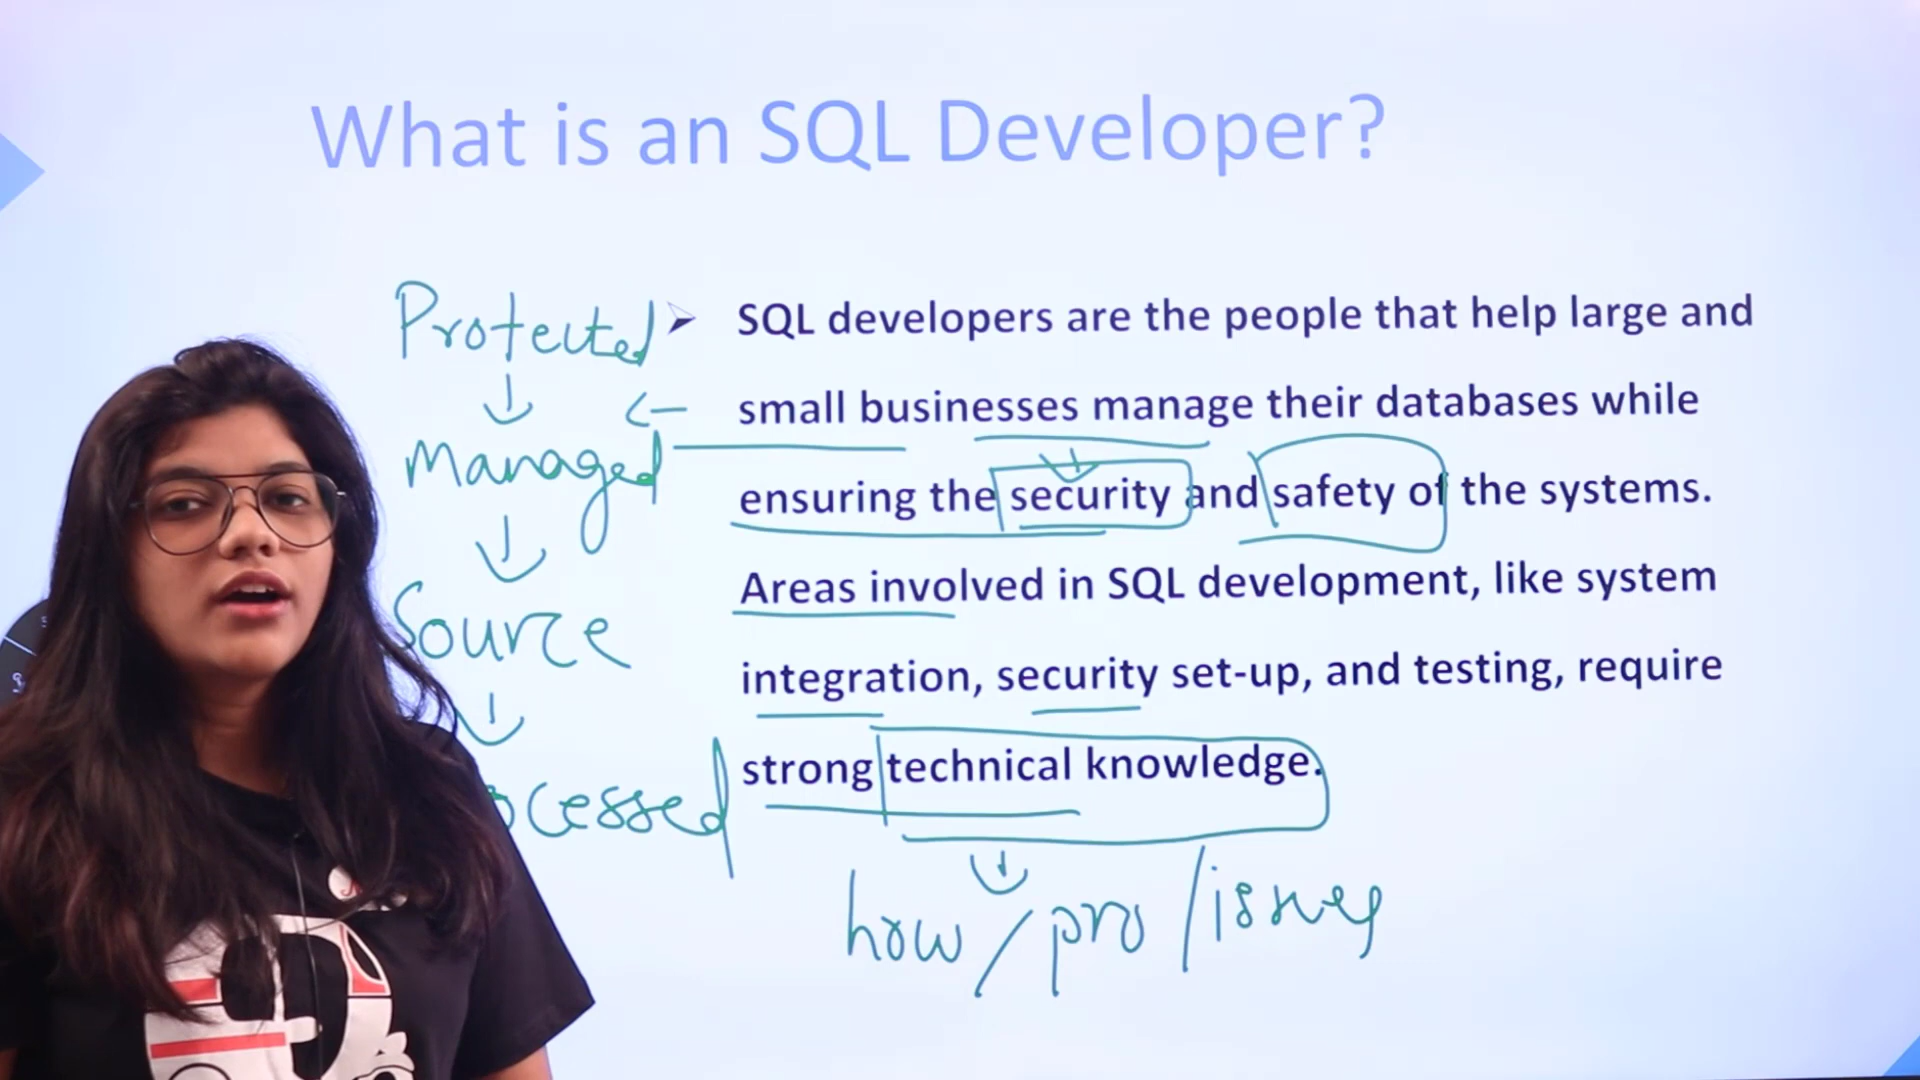 What is an SQL Developer?
Protected
➤ SQL developers are the people that help large and
small businesses manage their databases while
Managed
ensuring the security and safety of the systems.
Areas involved in SQL development, like system
Source
integration, security set-up, and testing, require
strong technical knowledge.
ocessed
how / pro / issues